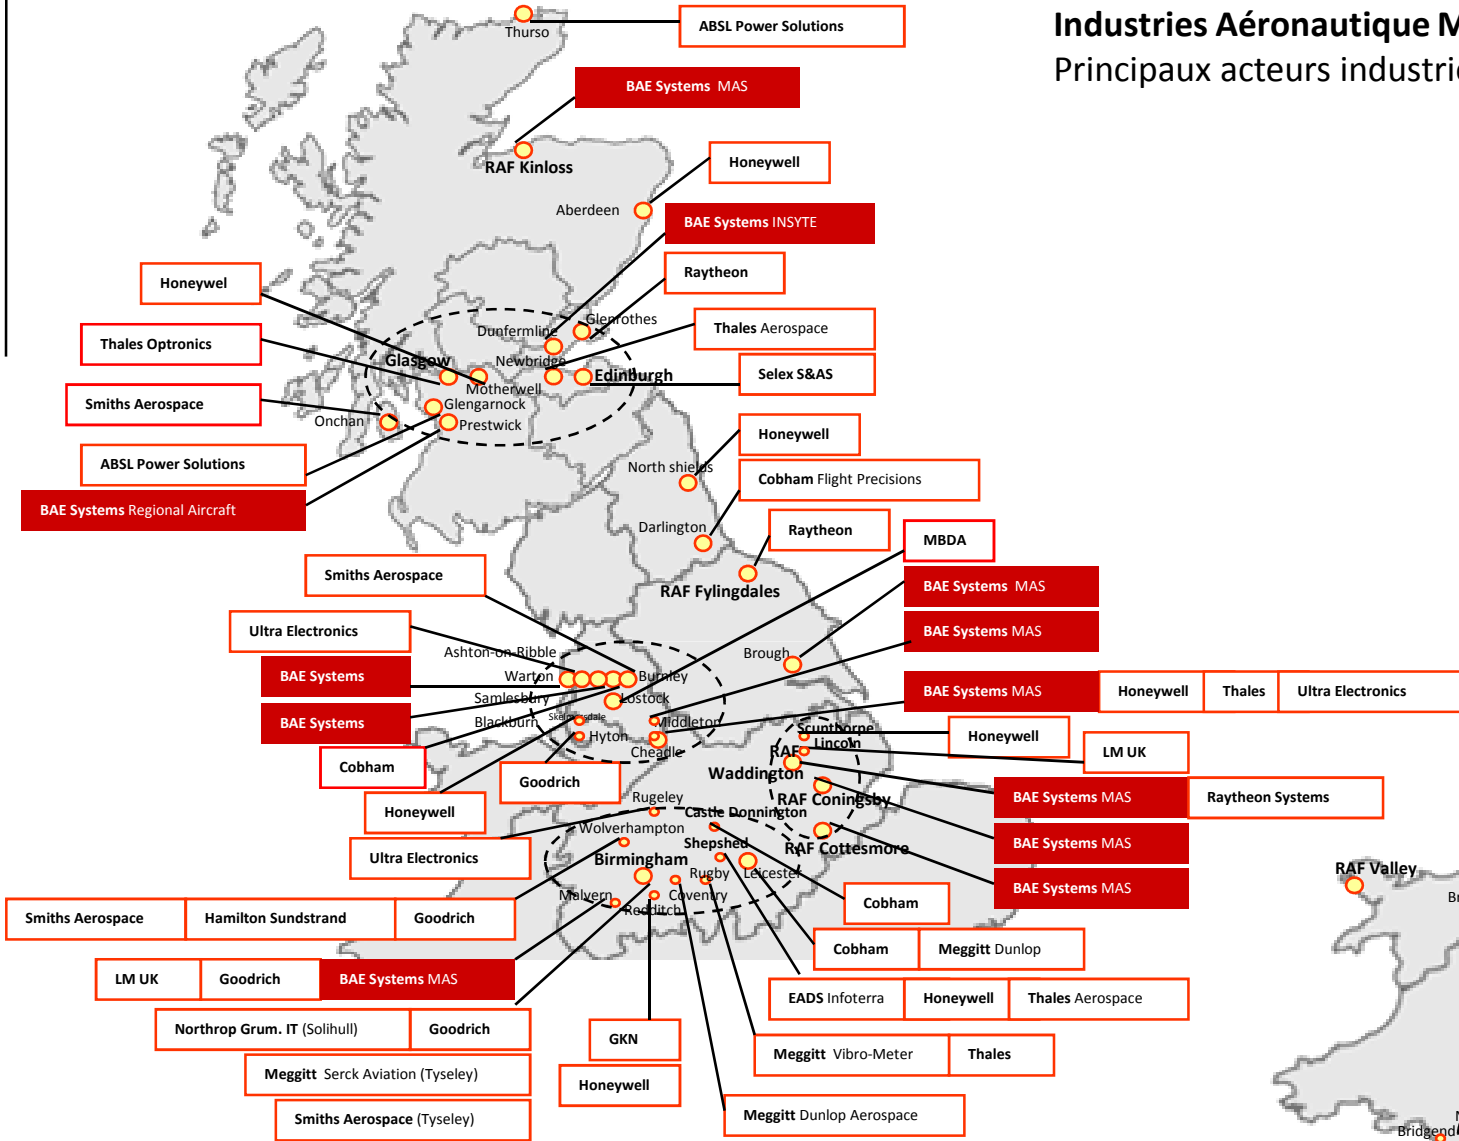 Industries Aéronautique M
Principaux acteurs industrie
ABSL Power Solutions
Thurso
BAE Systems MAS
RAF Kinloss
Honeywell
Aberdeen
BAE Systems INSYTE
Raytheon
Honeywel
Glenrothes
Dunfermline
Thales Aerospace
Thales Optronics
Glasgow
Newbridge
Edinburgh
Selex S&AS
Motherwell
Smiths Aerospace
Glengarnock
Onchan
Prestwick
Honeywell
ABSL Power Solutions
North shields
Cobham Flight Precisions
BAE Systems Regional Aircraft
Darlington
Raytheon
MBDA
Smiths Aerospace
RAF Fylingdales
BAE Systems MAS
Ultra Electronics
BAE Systems MAS
Ashton-on-Ribble
Brough
BAE Systems
Warton
Burnley
BAE Systems MAS
Honeywell
Thales
Ultra Electronics
Samlesbury
Lostock
BAE Systems
Blackburn
Skelmersdale
Middleton
Scunthorpe
Honeywell
Hyton
Lincoln
Cheadle
RAF
Waddington
LM UK
Cobham
Goodrich
BAE Systems MAS
Raytheon Systems
Rugeley
RAF Coningsby
Honeywell
Castle Donnington
Wolverhampton
BAE Systems MAS
Shepshed
RAF Cottesmore
Ultra Electronics
Birmingham
Rugby
Leicester
BAE Systems MAS
RAF Valley
Malvern
Coventry
Br
Redditch
Cobham
Smiths Aerospace
Hamilton Sundstrand
Goodrich
Cobham
Meggitt Dunlop
LM UK
Goodrich
BAE Systems MAS
EADS Infoterra
Honeywell
Thales Aerospace
Northrop Grum. IT (Solihull)
Goodrich
GKN
Meggitt Vibro-Meter
Thales
Meggitt Serck Aviation (Tyseley)
Honeywell
Smiths Aerospace (Tyseley)
Meggitt Dunlop Aerospace
Bridgend